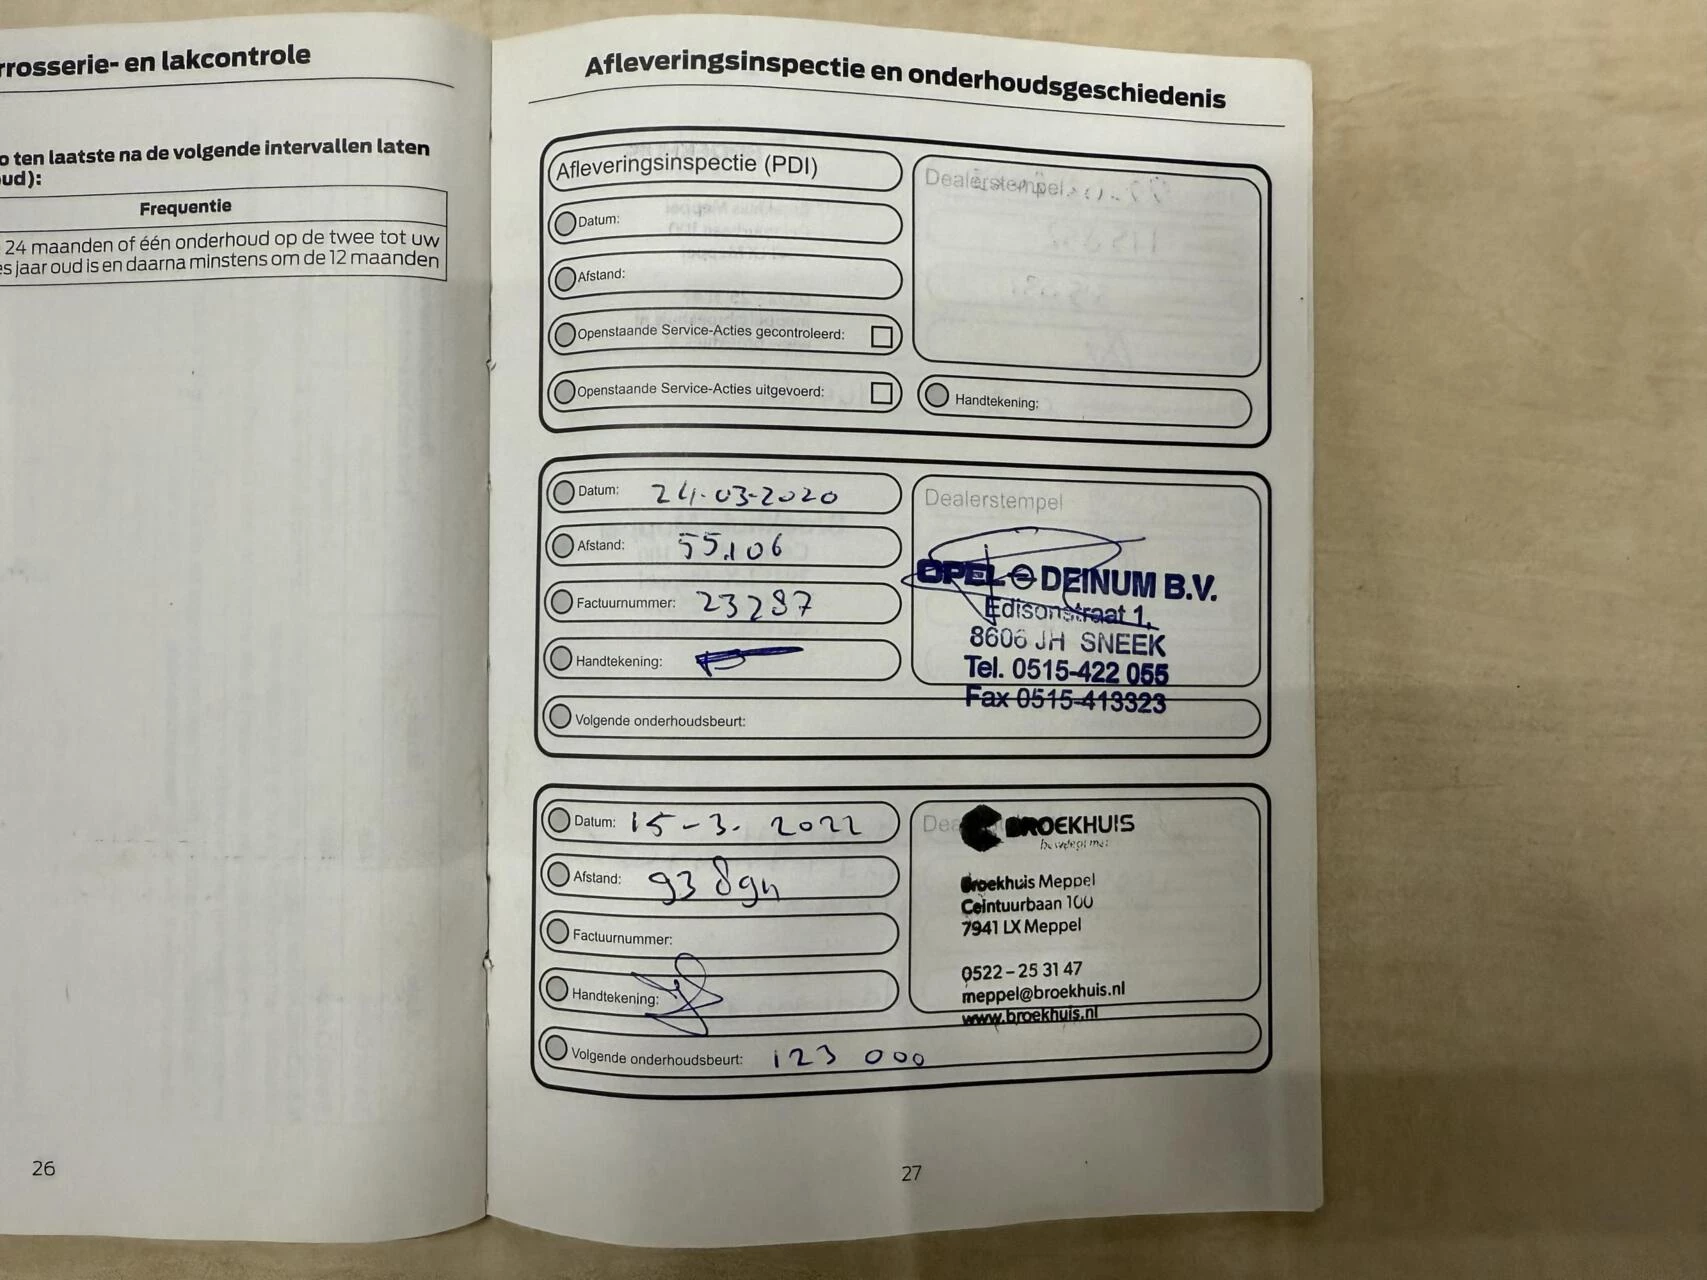 rrosserie- en lakcontrole
o ten laatste na de volgende intervallen laten
oud):
Frequentie
24 maanden of één onderhoud op de twee tot uw
es jaar oud is en daarna minstens om de 12 maanden
26
Afleveringsinspectie en onderhoudsgeschiedenis
Afleveringsinspectie (PDI)
Datum:
Afstand:
Openstaande Service-Acties gecontroleerd:
Openstaande Service-Acties uitgevoerd:
Dealerstempel
Handtekening:
Datum: 24-03-2020
Afstand: 55.106
Factuurnummer: 23297
Handtekening:
Volgende onderhoudsbeurt:
Dealerstempel
OPEL DEINUM B.V.
Edisonstraat 1,
8606 JH SNEEK
Tel. 0515-422 055
Fax 0515-413323
Datum: 15-3. 2022
Afstand: 93
Factuurnummer:
Handtekening:
Volgende onderhoudsbeurt: 123 000
BROEKHUIS
Broekhuis Meppel
Ceintuurbaan 100
7941 LX Meppel
0522 - 25 31 47
meppel@broekhuis.nl
www.broekhuis.nl
27